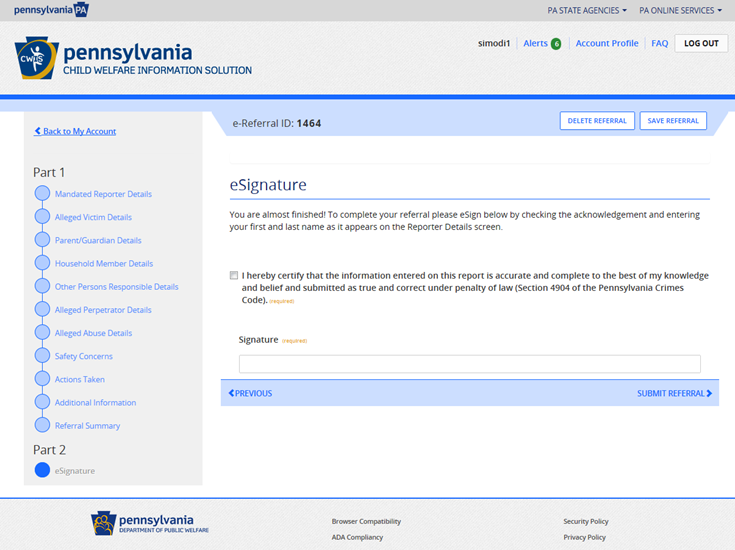 pennsylvania PA
PA STATE AGENCIES PA ONLINE SERVICES
CWIS
pennsylvania
CHILD WELFARE INFORMATION SOLUTION
simodi1 Alerts 6 Account Profile FAQ LOG OUT
Back to My Account
e-Referral ID: 1464
DELETE REFERRAL SAVE REFERRAL
Part 1
Mandated Reporter Details
Alleged Victim Details
Parent/Guardian Details
Household Member Details
Other Persons Responsible Details
Alleged Perpetrator Details
Alleged Abuse Details
Safety Concerns
Actions Taken
Additional Information
Referral Summary
Part 2
eSignature
eSignature
You are almost finished! To complete your referral please eSign below by checking the acknowledgement and entering
your first and last name as it appears on the Reporter Details screen.
I hereby certify that the information entered on this report is accurate and complete to the best of my knowledge
and belief and submitted as true and correct under penalty of law (Section 4904 of the Pennsylvania Crimes
Code). (required)
Signature (required)
PREVIOUS SUBMIT REFERRAL
pennsylvania
DEPARTMENT OF PUBLIC WELFARE
Browser Compatibility
ADA Compliancy
Security Policy
Privacy Policy